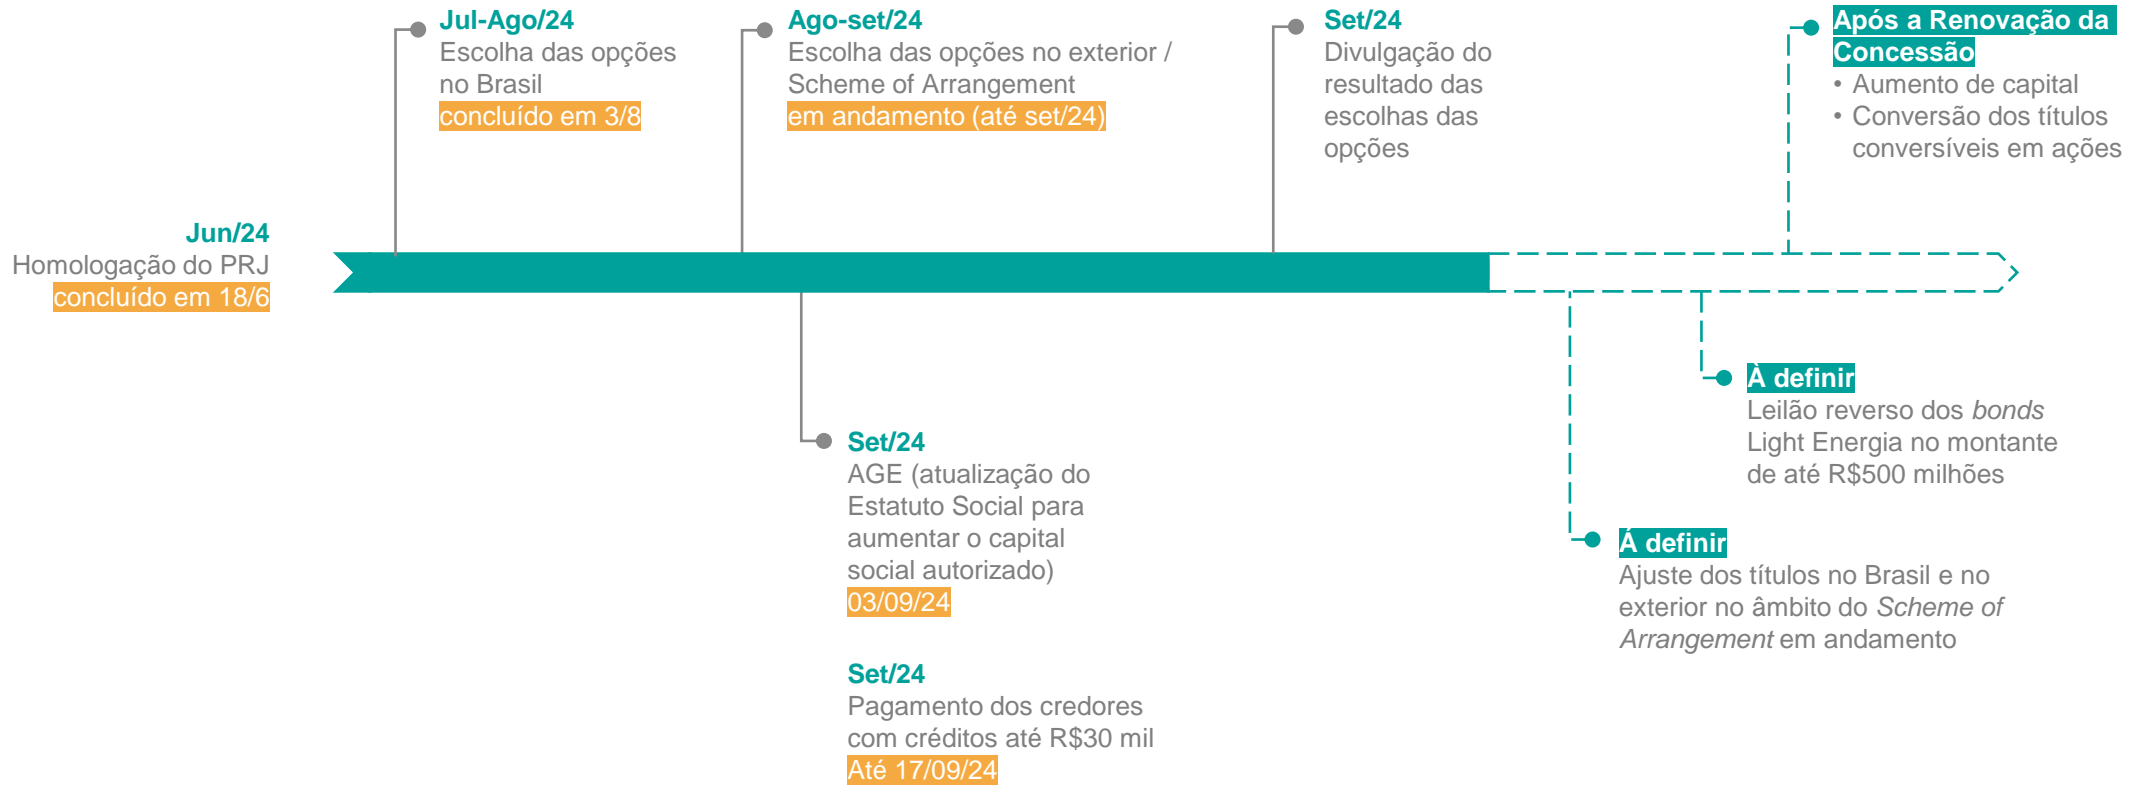 Jun/24
Homologação do PRJ
concluído em 18/6
Jul-Ago/24
Escolha das opções
no Brasil
concluído em 3/8
Ago-set/24
Escolha das opções no exterior /
Scheme of Arrangement
em andamento (até set/24)
Set/24
Divulgação do
resultado das
escolhas das
opções
Após a Renovação da
Concessão
• Aumento de capital
• Conversão dos títulos
conversíveis em ações
Set/24
AGE (atualização do
Estatuto Social para
aumentar o capital
social autorizado)
03/09/24
Set/24
Pagamento dos credores
com créditos até R$30 mil
Até 17/09/24
À definir
Leilão reverso dos bonds
Light Energia no montante
de até R$500 milhões
Á definir
Ajuste dos títulos no Brasil e no
exterior no âmbito do Scheme of
Arrangement em andamento